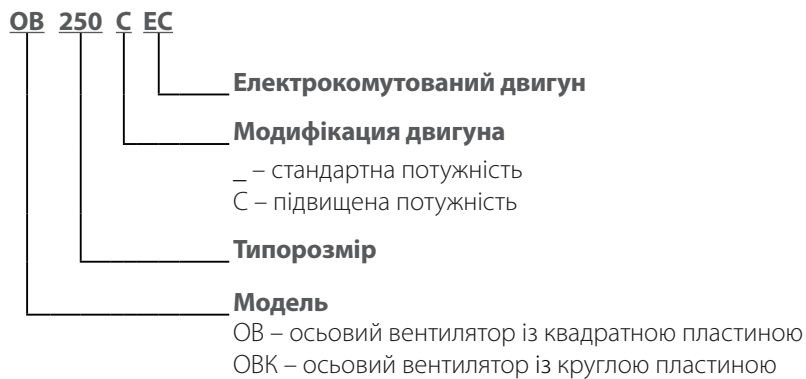 ОВ 250 С ЕС
Електрокомутований двигун
Модифікация двигуна
_ – стандартна потужність
С – підвищена потужність
Типорозмір
Модель
ОВ – осьовий вентилятор із квадратною пластиною
ОВК – осьовий вентилятор із круглою пластиною